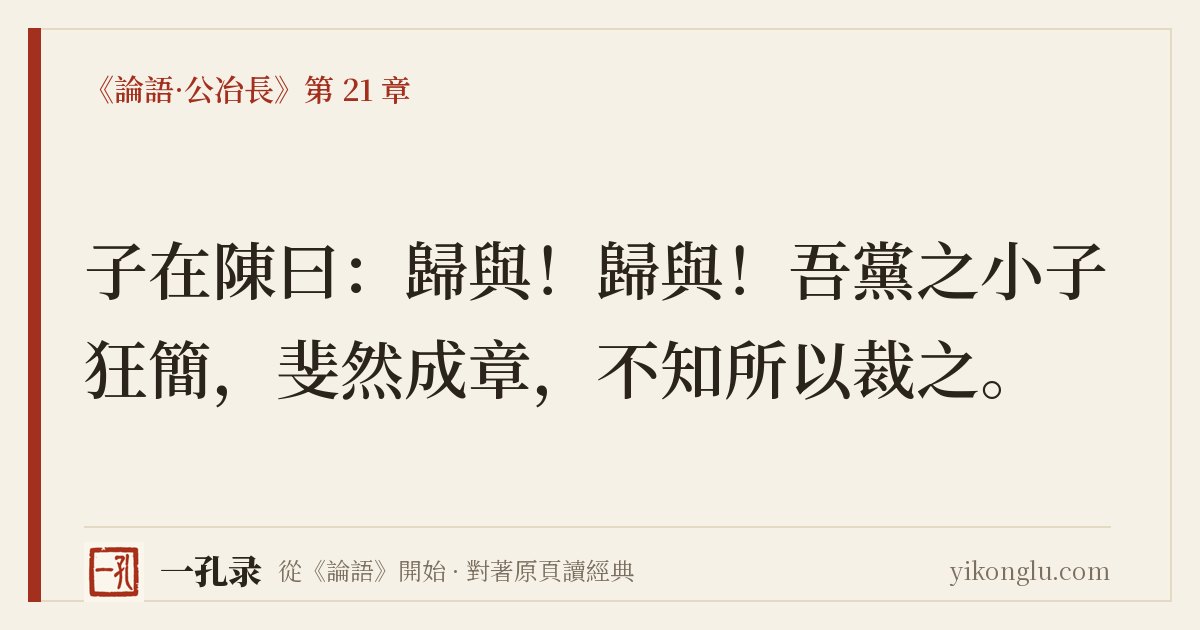 《論語·公冶長》第 21 章
子在陳曰：歸與！歸與！吾黨之小子
狂簡，斐然成章，不知所以裁之。
一孔
一孔录 從《論語》開始 · 對著原頁讀經典 yikonglu.com